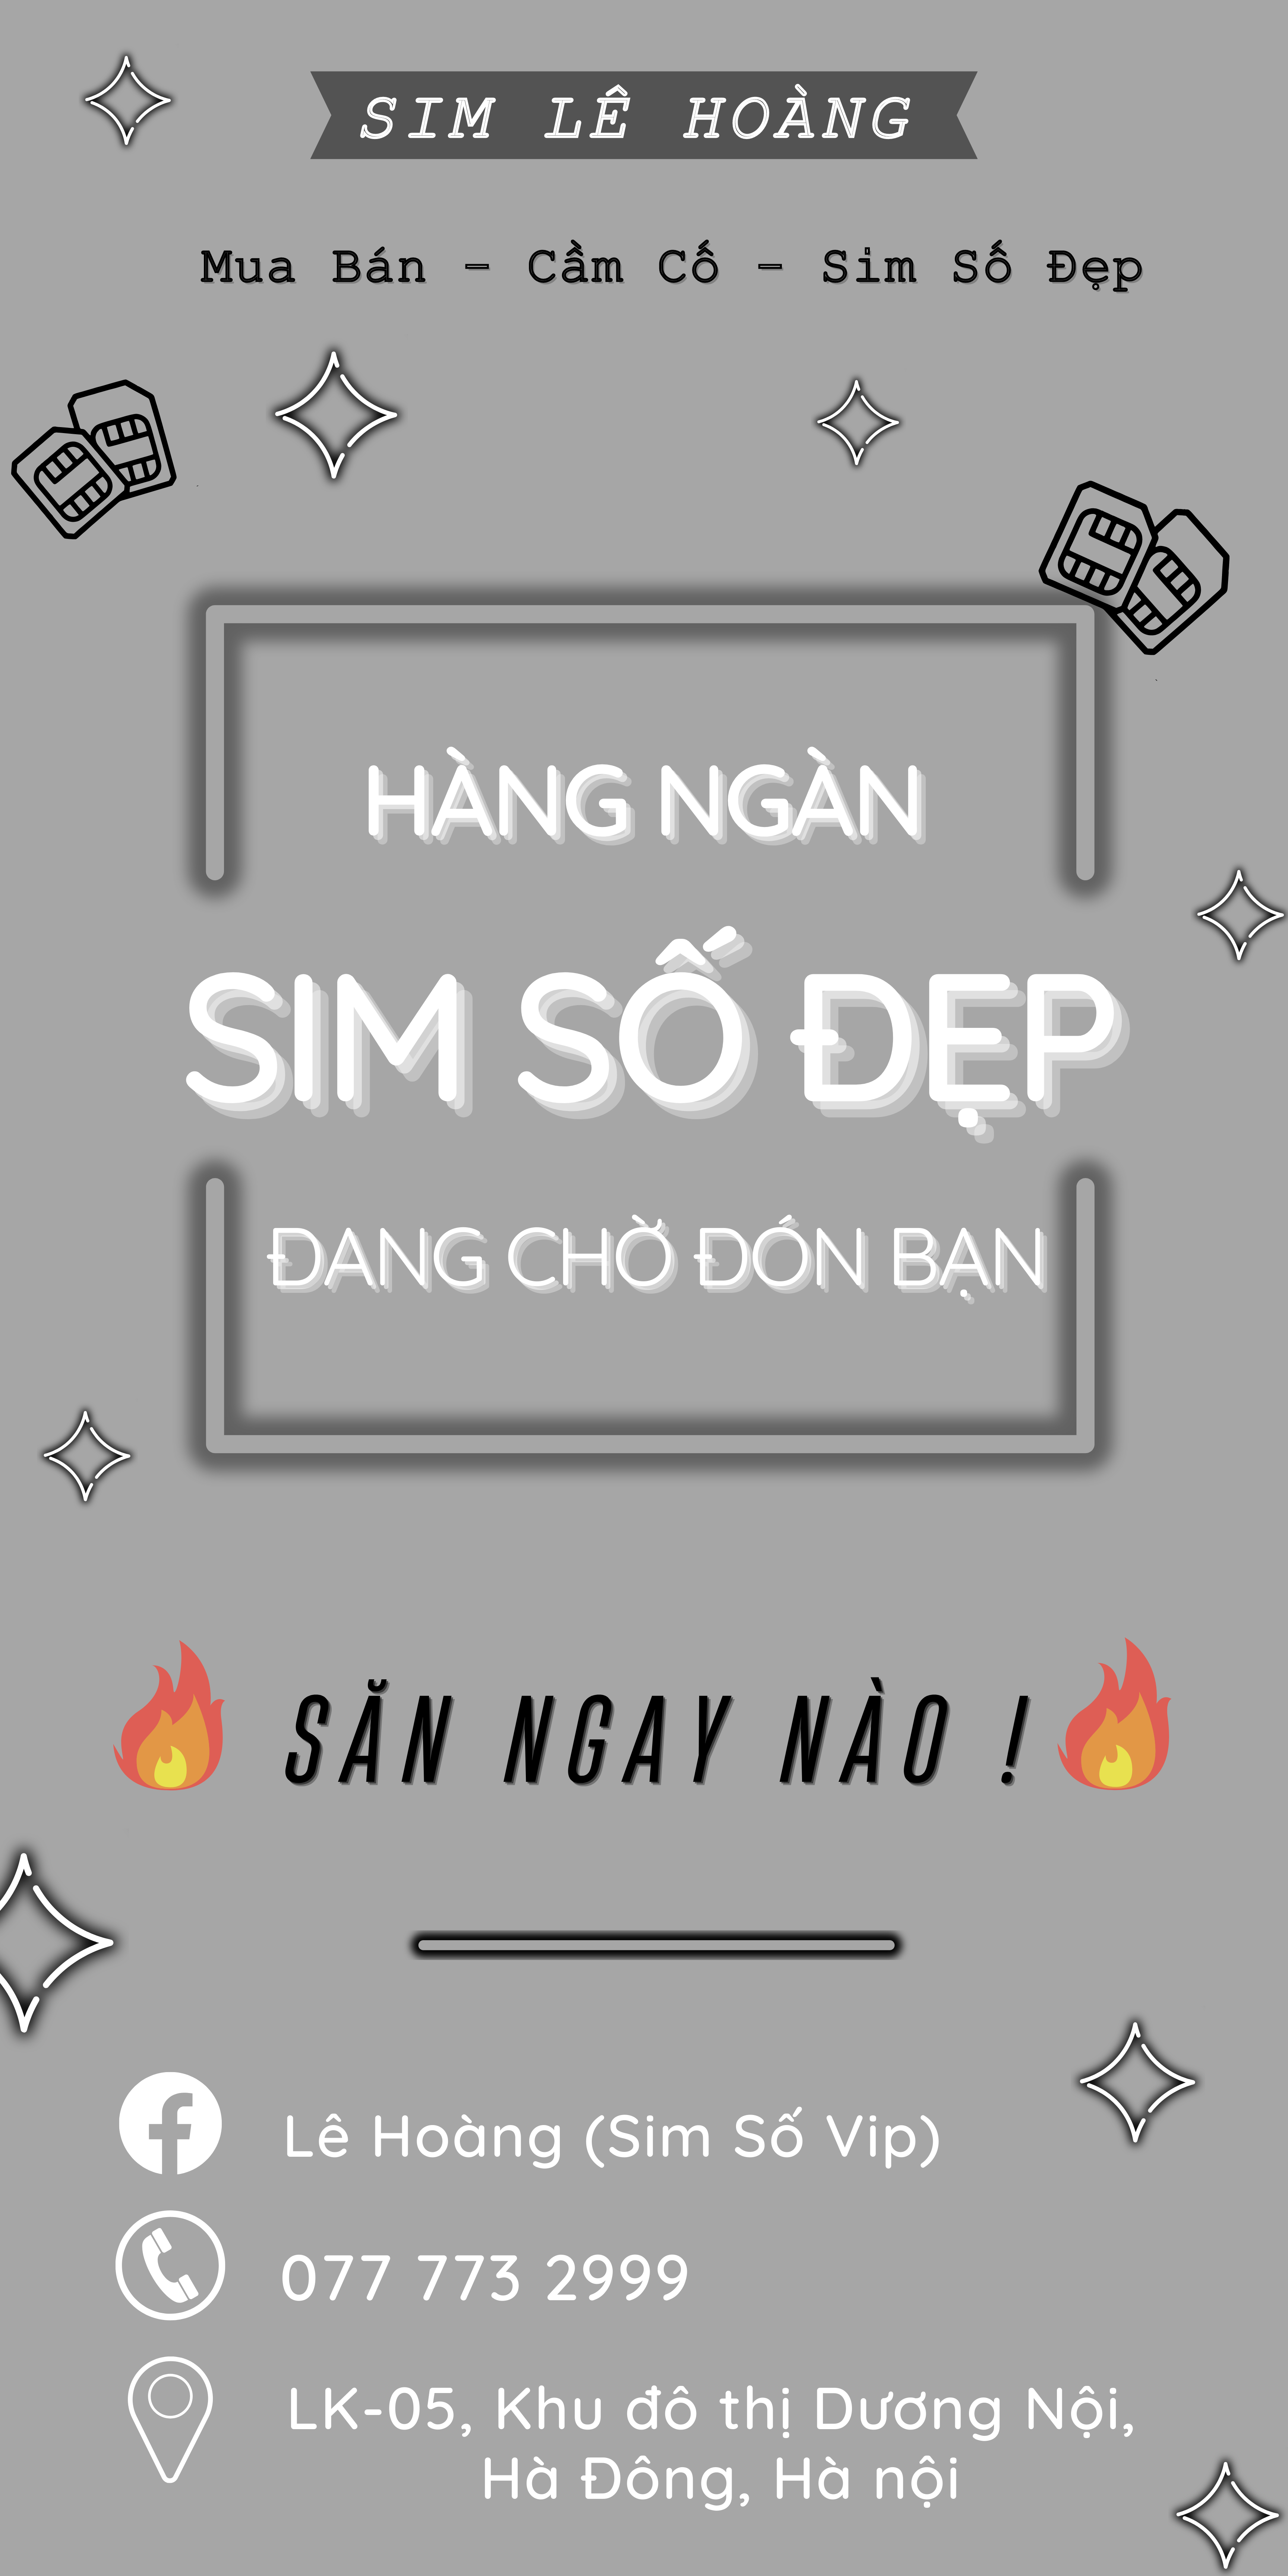 SIM LÊ HOÀNG
Mua Bán - Cầm Cố - Sim Số Đẹp
HÀNG NGÀN
SIM SỐ ĐẸP
ĐANG CHỜ ĐÓN BẠN
SĂN NGAY NÀO !
Lê Hoàng (Sim Số Vip)
077 773 2999
LK-05, Khu đô thị Dương Nội,
Hà Đông, Hà nội